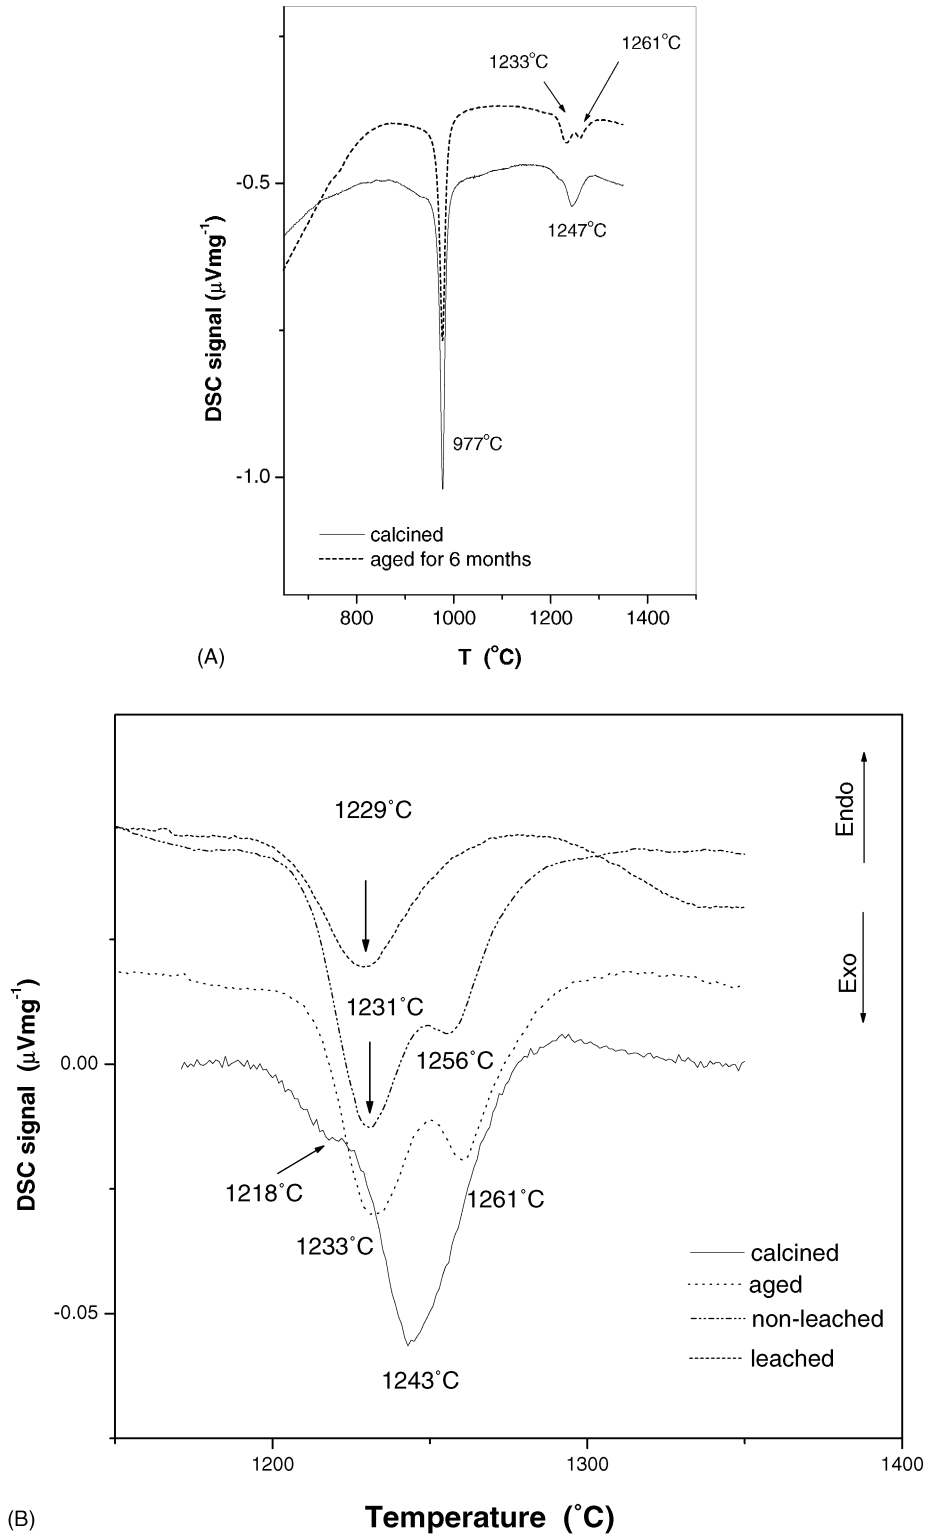 1261°C
1233°C
-0.5
1247°C
DSC signal (μVmg⁻¹)
977°C
-1.0
calcined
aged for 6 months
800 1000 1200 1400
(A) T (°C)
1229°C
Endo
Exo
1231°C
1256°C
0.00
DSC signal (μVmg⁻¹)
1218°C
1261°C
1233°C
calcined
aged
-0.05
non-leached
leached
1243°C
1200 1300 1400
(B) Temperature (°C)